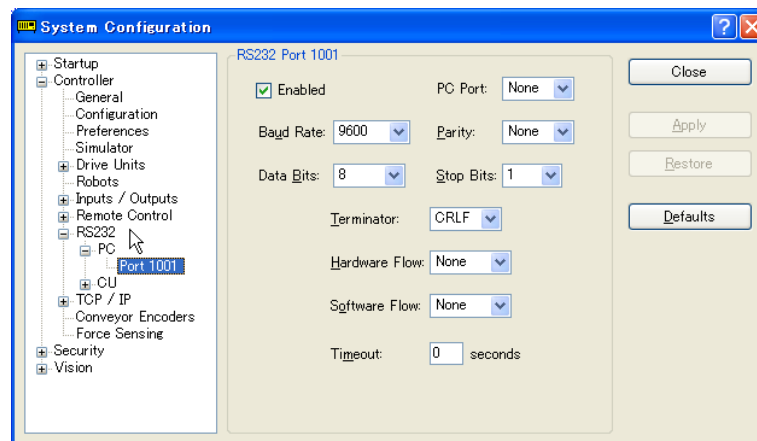 System Configuration
Startup
Controller
General
Configuration
Preferences
Simulator
Drive Units
Robots
Inputs / Outputs
Remote Control
RS232
PC
Port 1001
CU
TCP / IP
Conveyor Encoders
Force Sensing
Security
Vision
RS232 Port 1001
Enabled
PC Port: None
Baud Rate: 9600
Parity: None
Data Bits: 8
Stop Bits: 1
Terminator: CRLF
Hardware Flow: None
Software Flow: None
Timeout: 0 seconds
Close
Apply
Restore
Defaults